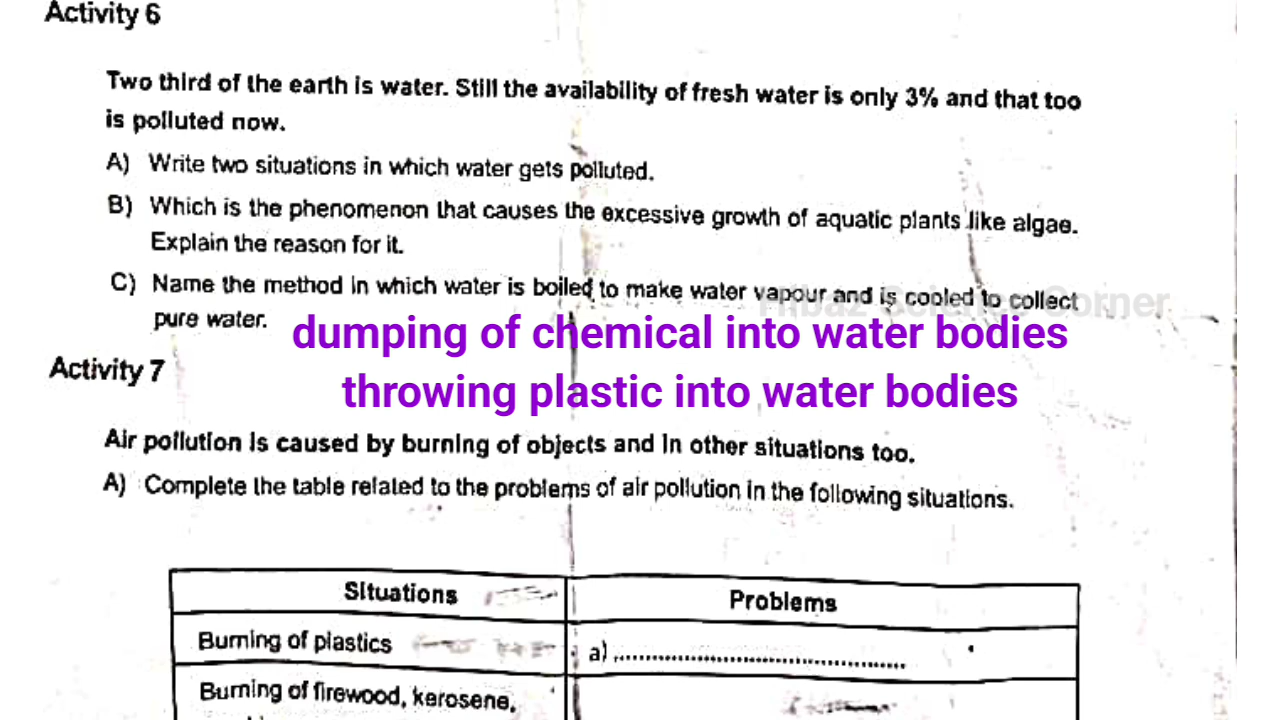 Activity 6
Two third of the earth is water. Still the availability of fresh water is only 3% and that too
is polluted now.
A) Write two situations in which water gets polluted.
B) Which is the phenomenon that causes the excessive growth of aquatic plants like algae.
Explain the reason for it.
C) Name the method in which water is boiled to make water vapour and is cooled to collect
pure water.
Hibaz Science Corner
dumping of chemical into water bodies
throwing plastic into water bodies
Activity 7
Air pollution is caused by burning of objects and in other situations too.
A) Complete the table related to the problems of air pollution in the following situations.
Situations Problems
Burning of plastics a) ..........................................
Burning of firewood, kerosene,